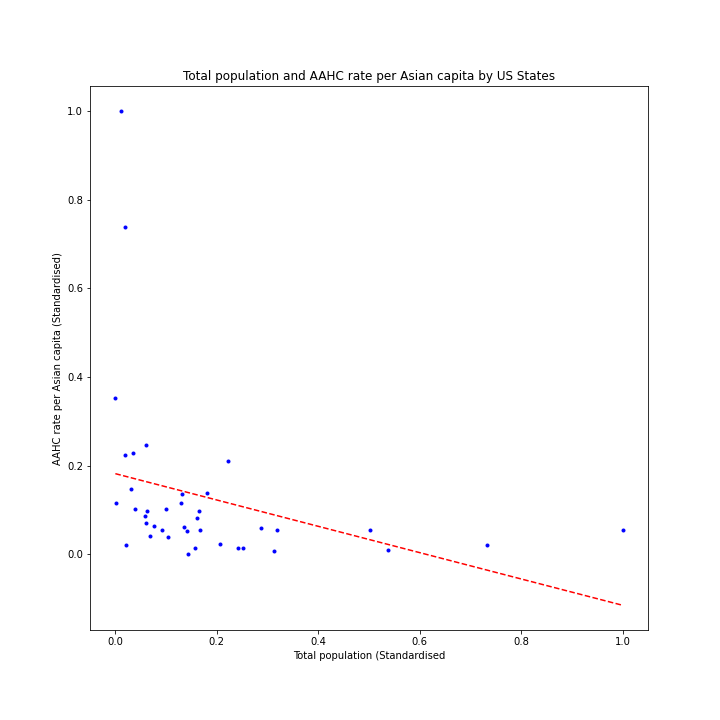 Total population and AAHC rate per Asian capita by US States
1.0
0.8
0.6
0.4
0.2
0.0
AAHC rate per Asian capita (Standardised)
0.0 0.2 0.4 0.6 0.8 1.0
Total population (Standardised